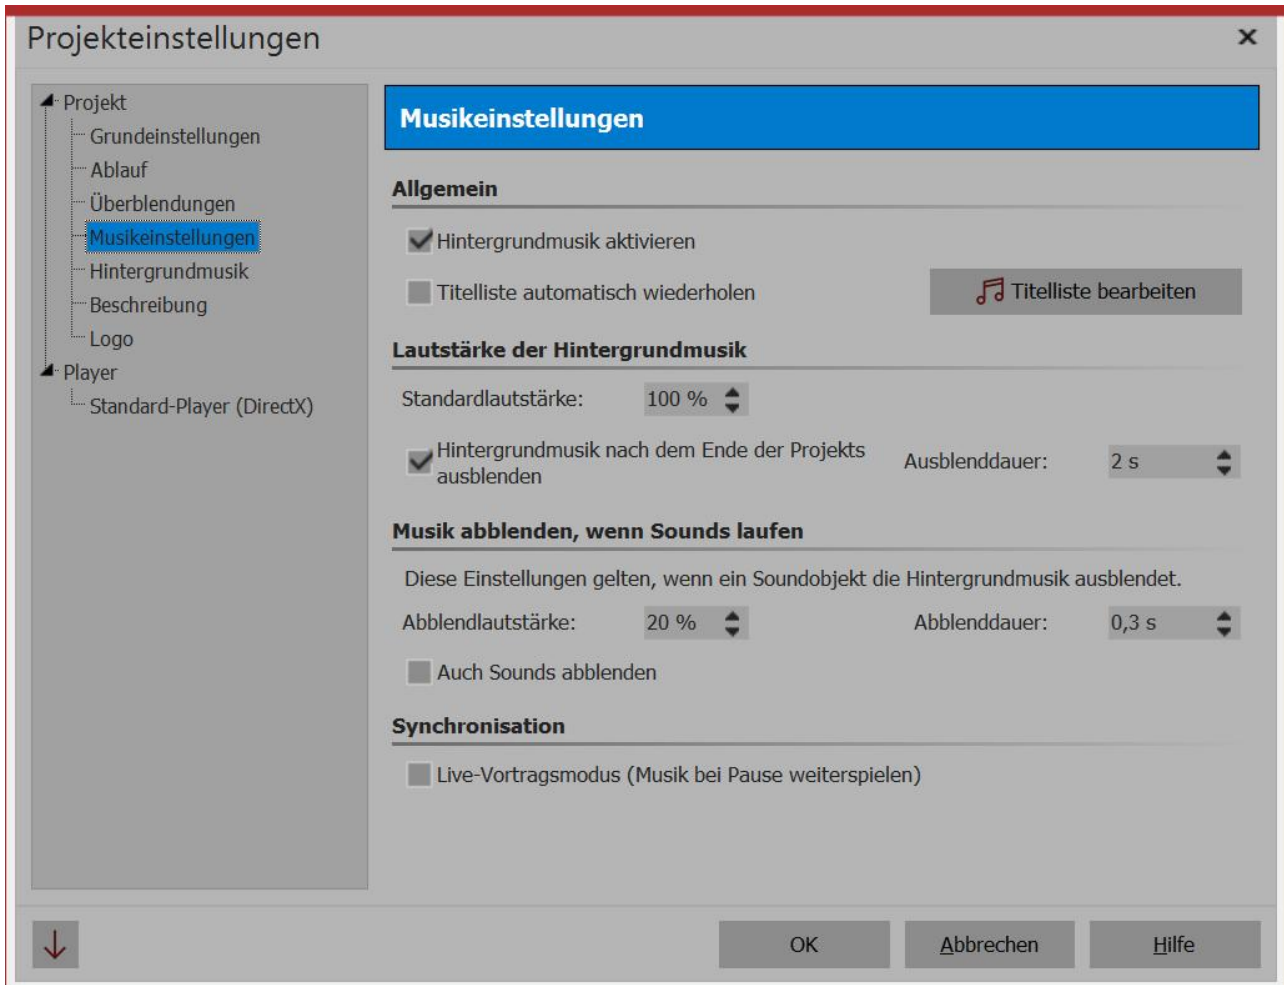 Projekteinstellungen
Projekt
Grundeinstellungen
Ablauf
Überblendungen
Musikeinstellungen
Hintergrundmusik
Beschreibung
Logo
Player
Standard-Player (DirectX)
Musikeinstellungen
Allgemein
Hintergrundmusik aktivieren
Titelliste automatisch wiederholen
Titelliste bearbeiten
Lautstärke der Hintergrundmusik
Standardlautstärke: 100 %
Hintergrundmusik nach dem Ende der Projekts
ausblenden
Ausblenddauer: 2 s
Musik abblenden, wenn Sounds laufen
Diese Einstellungen gelten, wenn ein Soundobjekt die Hintergrundmusik ausblendet.
Abblendlautstärke: 20 % Abblenddauer: 0,3 s
Auch Sounds abblenden
Synchronisation
Live-Vortragsmodus (Musik bei Pause weiterspielen)
OK Abbrechen Hilfe